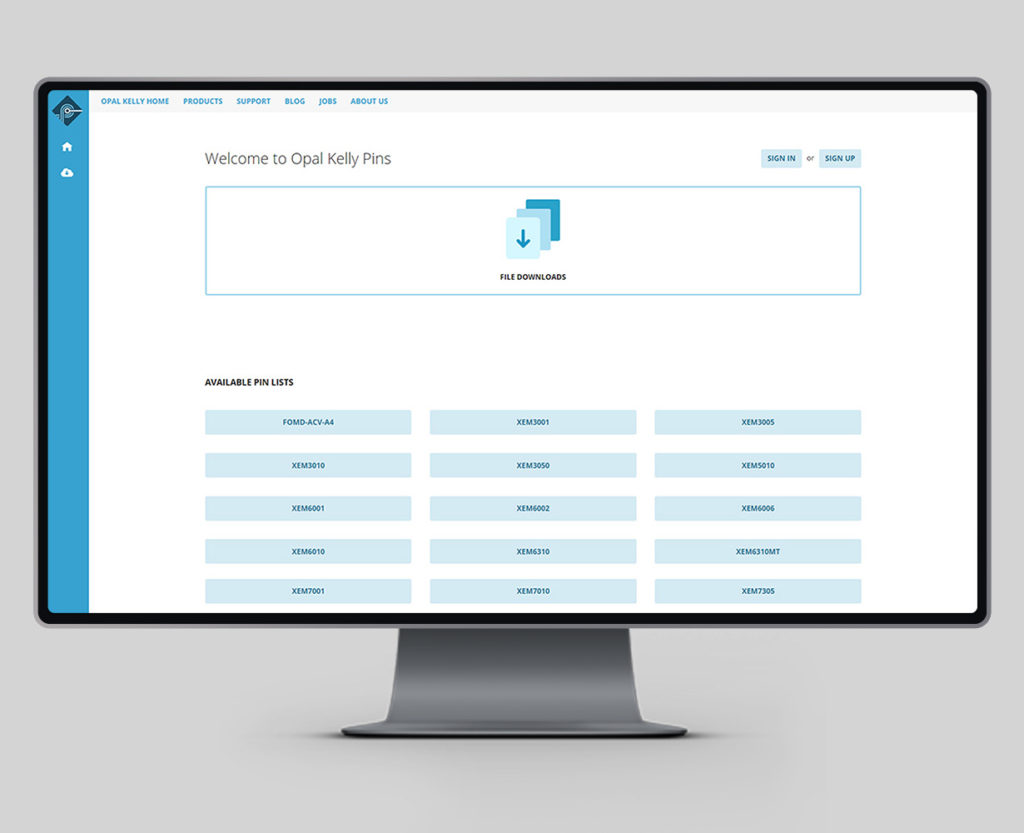 OPAL KELLY HOME PRODUCTS SUPPORT BLOG JOBS ABOUT US
Welcome to Opal Kelly Pins
SIGN IN or SIGN UP
FILE DOWNLOADS
AVAILABLE PIN LISTS
FOMD-ACV-A4 XEM3001 XEM3005
XEM3010 XEM3050 XEM5010
XEM6001 XEM6002 XEM6006
XEM6010 XEM6310 XEM6310MT
XEM7001 XEM7010 XEM7305